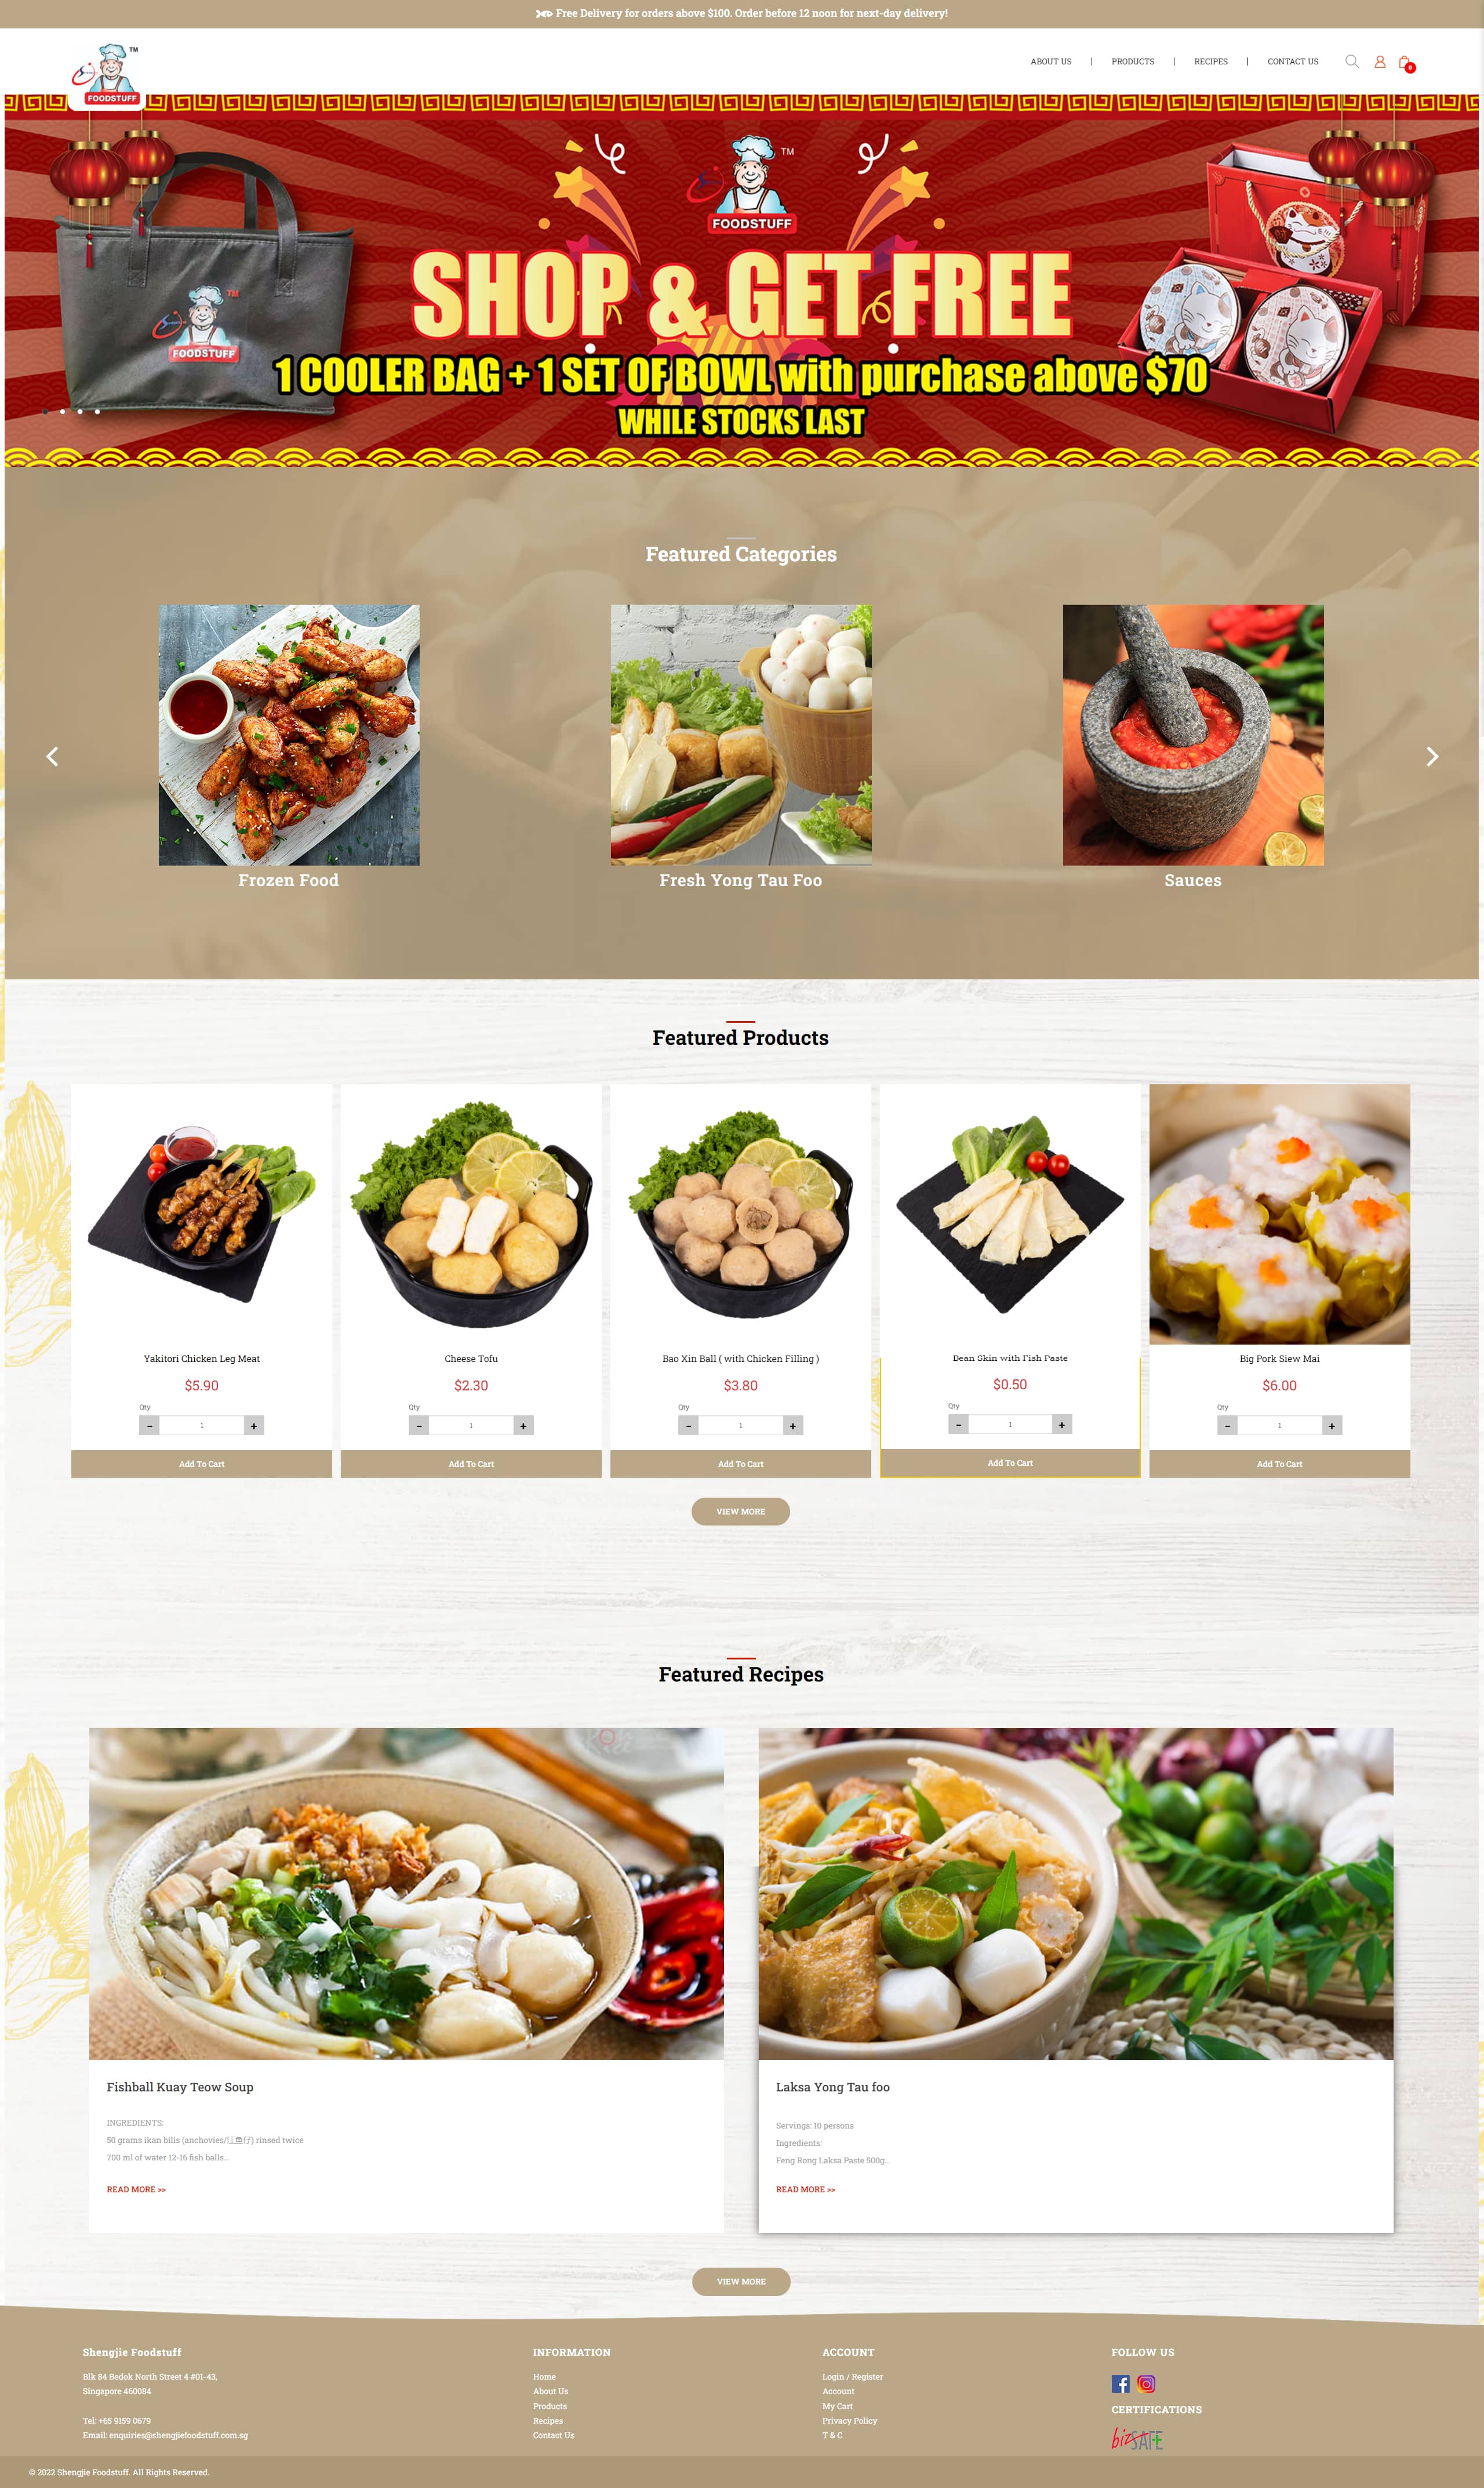 Free Delivery for orders above $100. Order before 12 noon for next-day delivery!
TM
FOODSTUFF
ABOUT US | PRODUCTS | RECIPES | CONTACT US
0
TM
FOODSTUFF
TM
FOODSTUFF
SHOP & GET FREE
1 COOLER BAG + 1 SET OF BOWL with purchase above $70
WHILE STOCKS LAST
Featured Categories
Frozen Food
Fresh Yong Tau Foo
Sauces
Featured Products
Yakitori Chicken Leg Meat
$5.90
Qty
- 1 +
Add To Cart
Cheese Tofu
$2.30
Qty
- 1 +
Add To Cart
Bao Xin Ball ( with Chicken Filling )
$3.80
Qty
- 1 +
Add To Cart
Bean Skin with Fish Paste
$0.50
Qty
- 1 +
Add To Cart
Big Pork Siew Mai
$6.00
Qty
- 1 +
Add To Cart
VIEW MORE
Featured Recipes
Fishball Kuay Teow Soup
INGREDIENTS:
50 grams ikan bilis (anchovies/江鱼仔) rinsed twice
700 ml of water 12-16 fish balls...
READ MORE >>
Laksa Yong Tau foo
Servings: 10 persons
Ingredients:
Feng Rong Laksa Paste 500g...
READ MORE >>
VIEW MORE
Shengjie Foodstuff
Blk 84 Bedok North Street 4 #01-43,
Singapore 460084
Tel: +65 9159 0679
Email: enquiries@shengjiefoodstuff.com.sg
INFORMATION
Home
About Us
Products
Recipes
Contact Us
ACCOUNT
Login / Register
Account
My Cart
Privacy Policy
T & C
FOLLOW US
CERTIFICATIONS
bizSAFE
© 2022 Shengjie Foodstuff. All Rights Reserved.